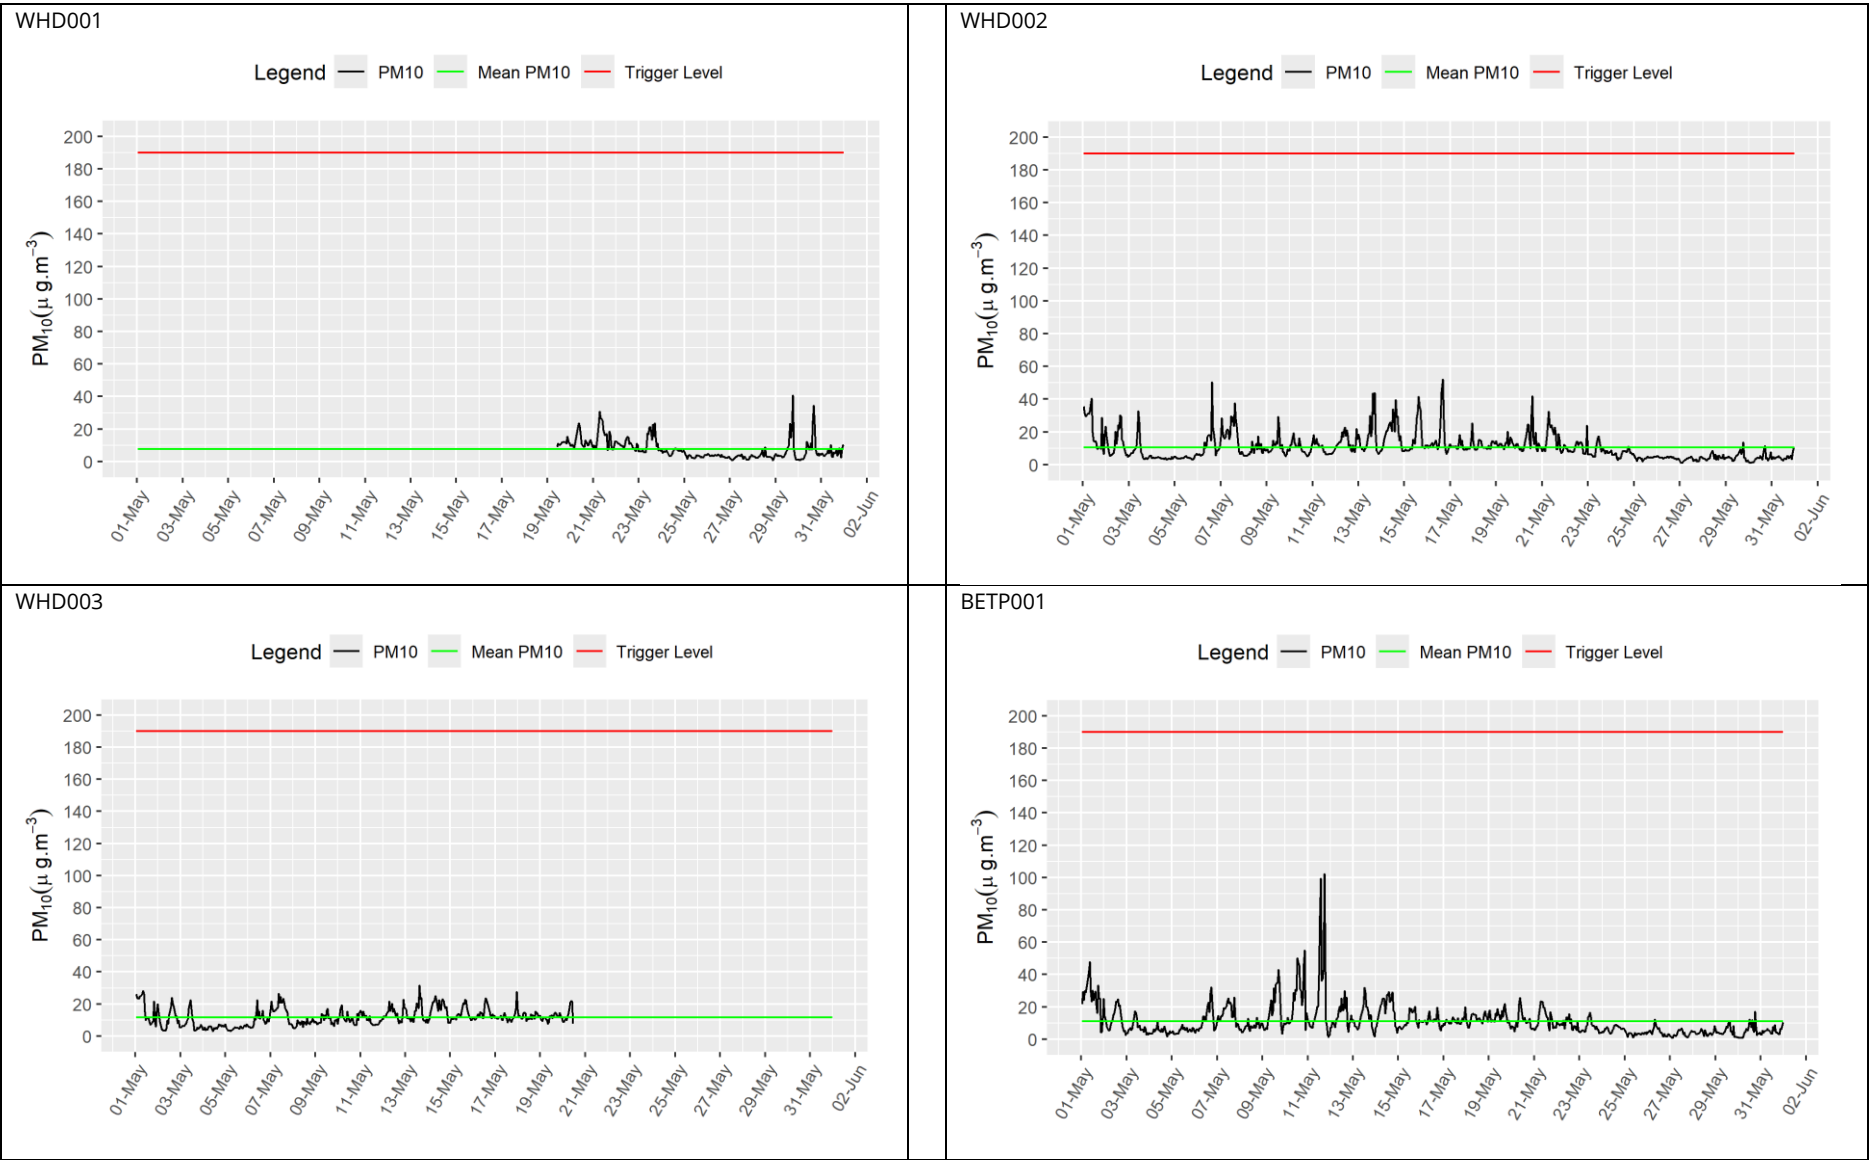 WHD001
Legend PM10 Mean PM10 Trigger Level
200
180
160
140
120
100
80
60
40
20
0
PM10(μ g.m−3)
01-May 03-May 05-May 07-May 09-May 11-May 13-May 15-May 17-May 19-May 21-May 23-May 25-May 27-May 29-May 31-May 02-Jun
WHD002
Legend PM10 Mean PM10 Trigger Level
200
180
160
140
120
100
80
60
40
20
0
PM10(μ g.m−3)
01-May 03-May 05-May 07-May 09-May 11-May 13-May 15-May 17-May 19-May 21-May 23-May 25-May 27-May 29-May 31-May 02-Jun
WHD003
Legend PM10 Mean PM10 Trigger Level
200
180
160
140
120
100
80
60
40
20
0
PM10(μ g.m−3)
01-May 03-May 05-May 07-May 09-May 11-May 13-May 15-May 17-May 19-May 21-May 23-May 25-May 27-May 29-May 31-May 02-Jun
BETP001
Legend PM10 Mean PM10 Trigger Level
200
180
160
140
120
100
80
60
40
20
0
PM10(μ g.m−3)
01-May 03-May 05-May 07-May 09-May 11-May 13-May 15-May 17-May 19-May 21-May 23-May 25-May 27-May 29-May 31-May 02-Jun